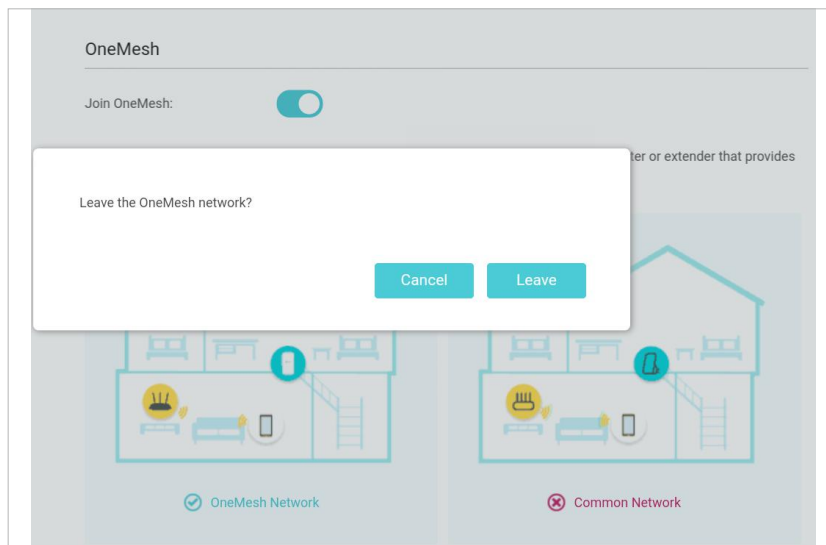 OneMesh
Join OneMesh:
ter or extender that provides
Leave the OneMesh network?
Cancel
Leave
OneMesh Network
Common Network